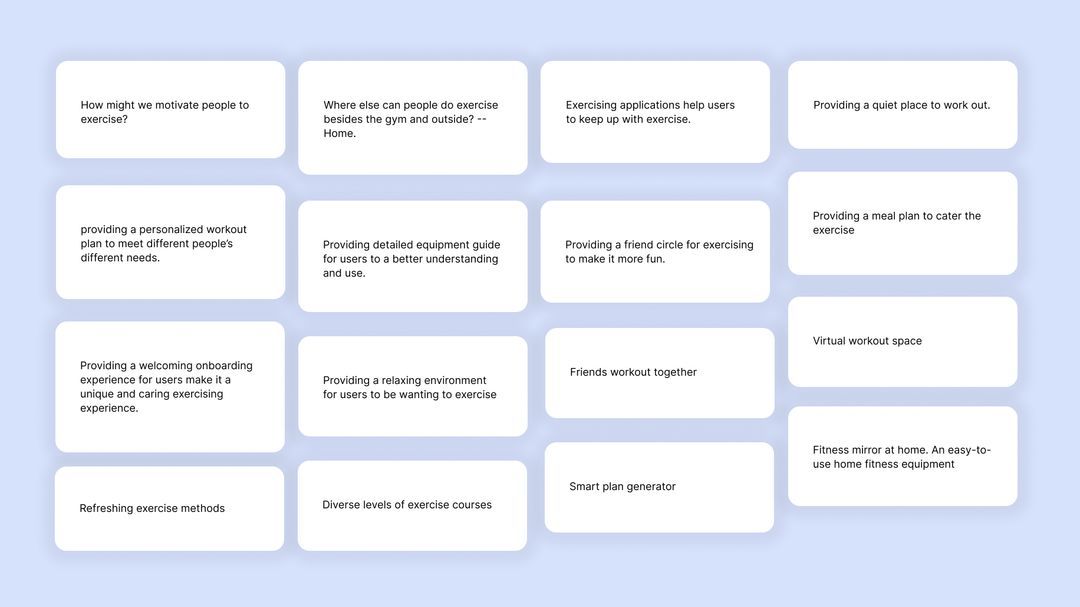 How might we motivate people to
exercise?
Where else can people do exercise
besides the gym and outside? --
Home.
Exercising applications help users
to keep up with exercise.
Providing a quiet place to work out.
providing a personalized workout
plan to meet different people’s
different needs.
Providing detailed equipment guide
for users to a better understanding
and use.
Providing a friend circle for exercising
to make it more fun.
Providing a meal plan to cater the
exercise
Providing a welcoming onboarding
experience for users make it a
unique and caring exercising
experience.
Providing a relaxing environment
for users to be wanting to exercise
Friends workout together
Virtual workout space
Refreshing exercise methods
Diverse levels of exercise courses
Smart plan generator
Fitness mirror at home. An easy-to-
use home fitness equipment